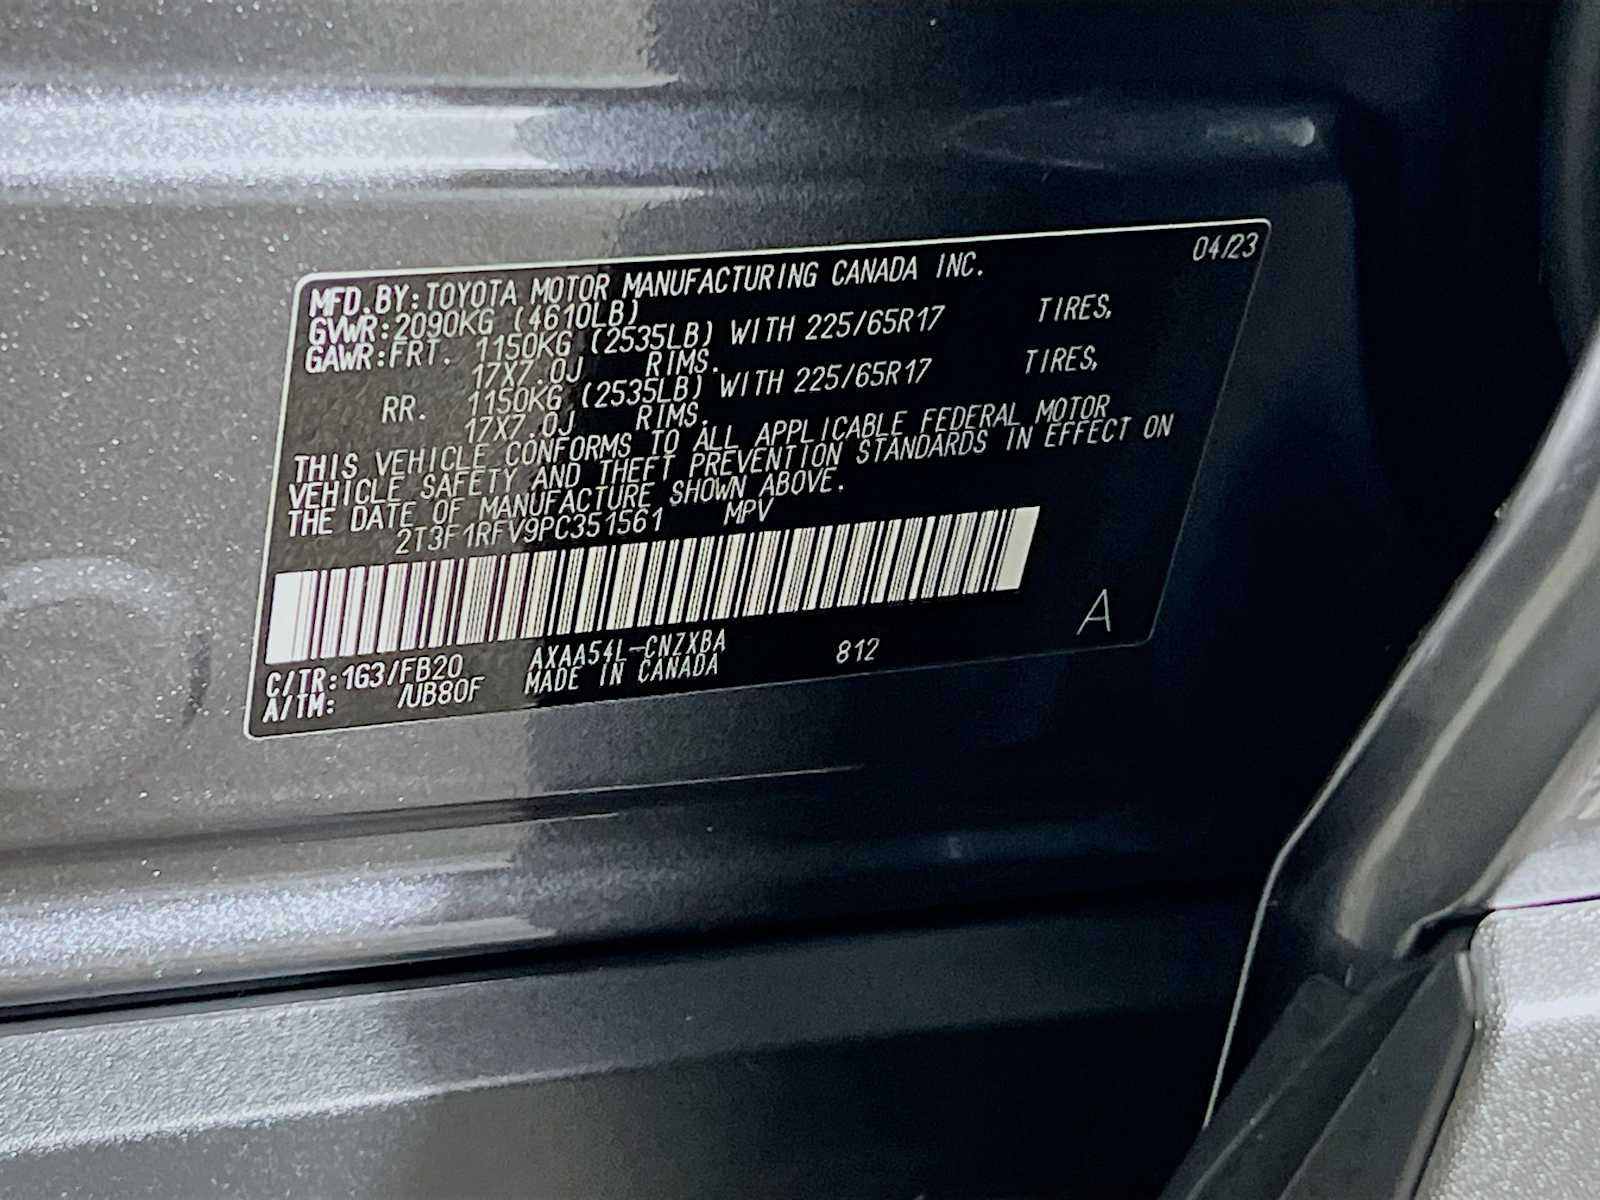 04/23
MFD.BY:TOYOTA MOTOR MANUFACTURING CANADA INC.
GVWR:2090KG (4610LB)
GAWR:FRT. 1150KG (2535LB) WITH 225/65R17 TIRES,
17X7.0J RIMS.
RR. 1150KG (2535LB) WITH 225/65R17 TIRES,
17X7.0J RIMS.
THIS VEHICLE CONFORMS TO ALL APPLICABLE FEDERAL MOTOR
VEHICLE SAFETY AND THEFT PREVENTION STANDARDS IN EFFECT ON
THE DATE OF MANUFACTURE SHOWN ABOVE.
2T3F1RFV9PC351561 MPV
A
C/TR:1G3/FB20 AXAA54L-CNZXBA 812
A/TM: /UB80F MADE IN CANADA